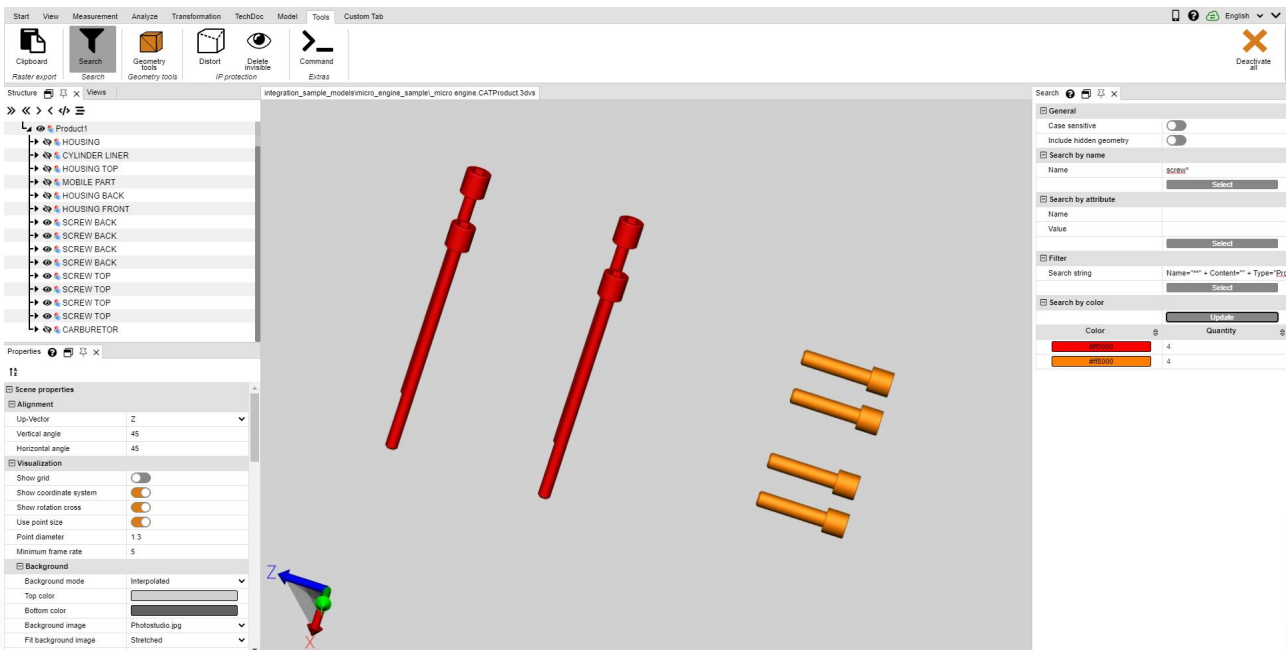 Start View Measurement Analyze Transformation TechDoc Model Tools Custom Tab
English
Clipboard
Search
Geometry tools
Distort
Delete invisible
Command
Deactivate all
Raster export
Search
Geometry tools
IP protection
Extras
Structure
Views
Product1
HOUSING
CYLINDER LINER
HOUSING TOP
MOBILE PART
HOUSING BACK
HOUSING FRONT
SCREW BACK
SCREW BACK
SCREW BACK
SCREW BACK
SCREW TOP
SCREW TOP
SCREW TOP
SCREW TOP
CARBURETOR
Properties
Scene properties
Alignment
Up-Vector Z
Vertical angle 45
Horizontal angle 45
Visualization
Show grid
Show coordinate system
Show rotation cross
Use point size
Point diameter 1.3
Minimum frame rate 5
Background
Background mode Interpolated
Top color
Bottom color
Background image Photostudio.jpg
Fit background image Stretched
integration_sample_models\micro_engine_sample\_micro engine.CATProduct.3dvs
Z
X
Search
General
Case sensitive
Include hidden geometry
Search by name
Name screw*
Select
Search by attribute
Name
Value
Select
Filter
Search string Name="**" + Content="" + Type="Pro
Select
Search by color
Update
Color Quantity
#ff0000 4
#ff8000 4